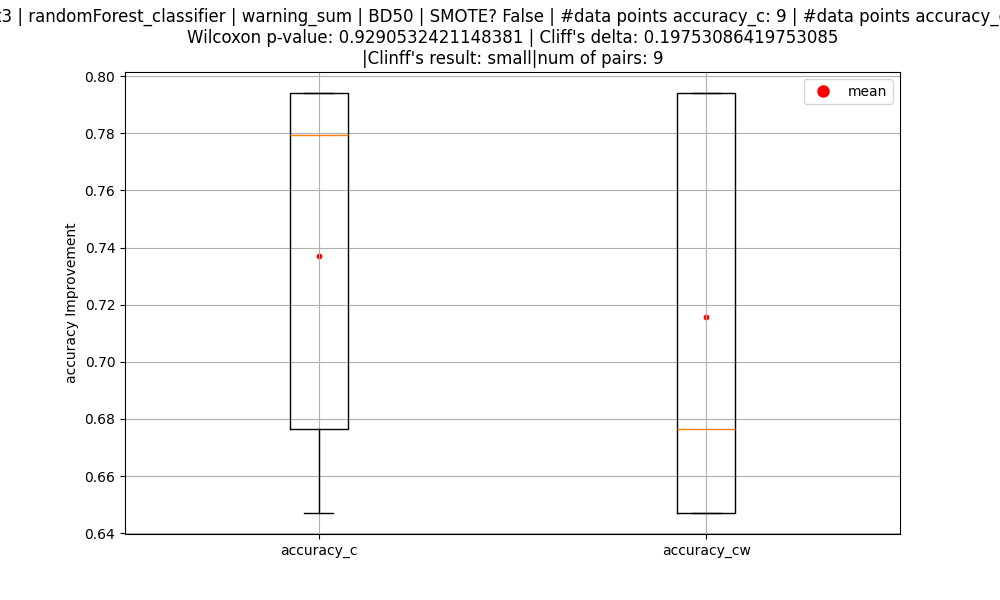 | randomForest_classifier | warning_sum | BD50 | SMOTE? False | #data points accuracy_c: 9 | #data points
Wilcoxon p-value: 0.9290532421148381 | Cliff's delta: 0.19753086419753085
|Clinff's result: small|num of pairs: 9
mean
0.80
0.78
0.76
0.74
0.72
0.70
0.68
0.66
0.64
accuracy Improvement
accuracy_c
accuracy_cw